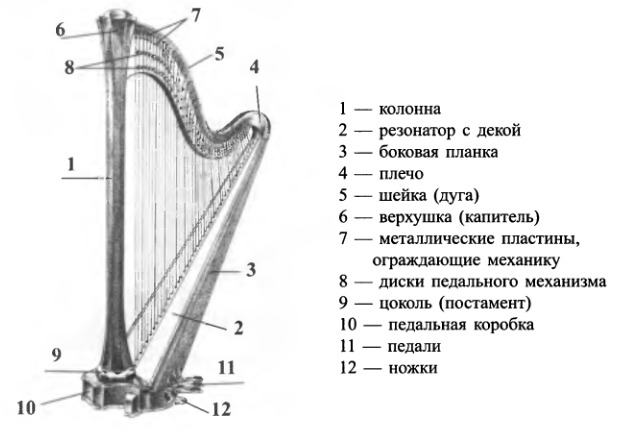 7
6
5
8
4
1
3
2
9
11
10
12
1 — колонна
2 — резонатор с декой
3 — боковая планка
4 — плечо
5 — шейка (дуга)
6 — верхушка (капитель)
7 — металлические пластины,
ограждающие механику
8 — диски педального механизма
9 — цоколь (постамент)
10 — педальная коробка
11 — педали
12 — ножки